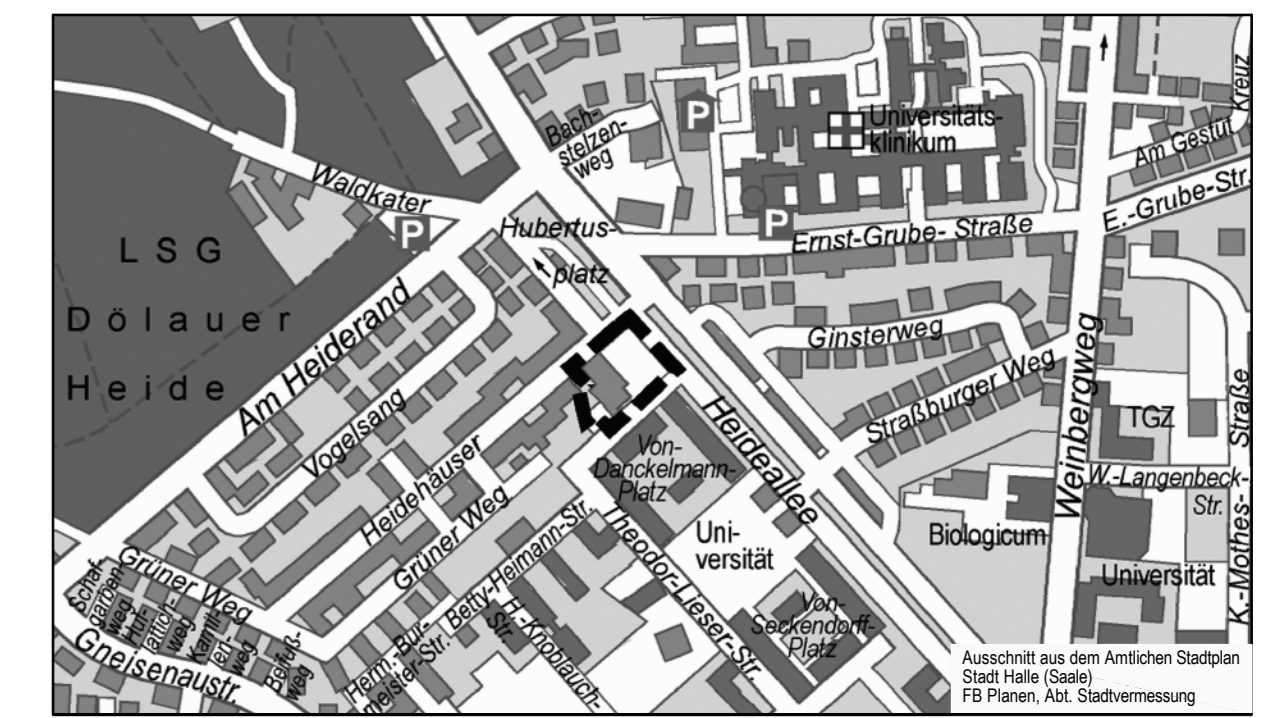 Bach-
stelzen-
weg
P
Universitäts-
klinikum
Kreuz
Am Gestüt
E.-Grube-Str.
Waldkater
P
P
Hubertus-
platz
Ernst-Grube- Straße
LSG
Dölauer
Heide
Am Heiderand
Vogelsang
Ginsterweg
Straßburger Weg
Weinbergweg
TGZ
Straße
K.-Mothes-
W.-Langenbeck-
Str.
Heideallee
Von-
Danckelmann-
Platz
Heidehäuser
Grüner Weg
Uni-
versität
Biologicum
Universität
Betty-Heimann-Str.
Theodor-Lieser-Str.
H.-Knoblauch-
Str.
Herm.-Bur-
meister-Str.
Von-
Seckendorff-
Platz
Grüner Weg
Schaf-
garben-
weg
Huf-
lattich-
weg
Kamil-
len-
weg
Beifuß-
weg
Gneisenaustr.
Ausschnitt aus dem Amtlichen Stadtplan
Stadt Halle (Saale)
FB Planen, Abt. Stadtvermessung